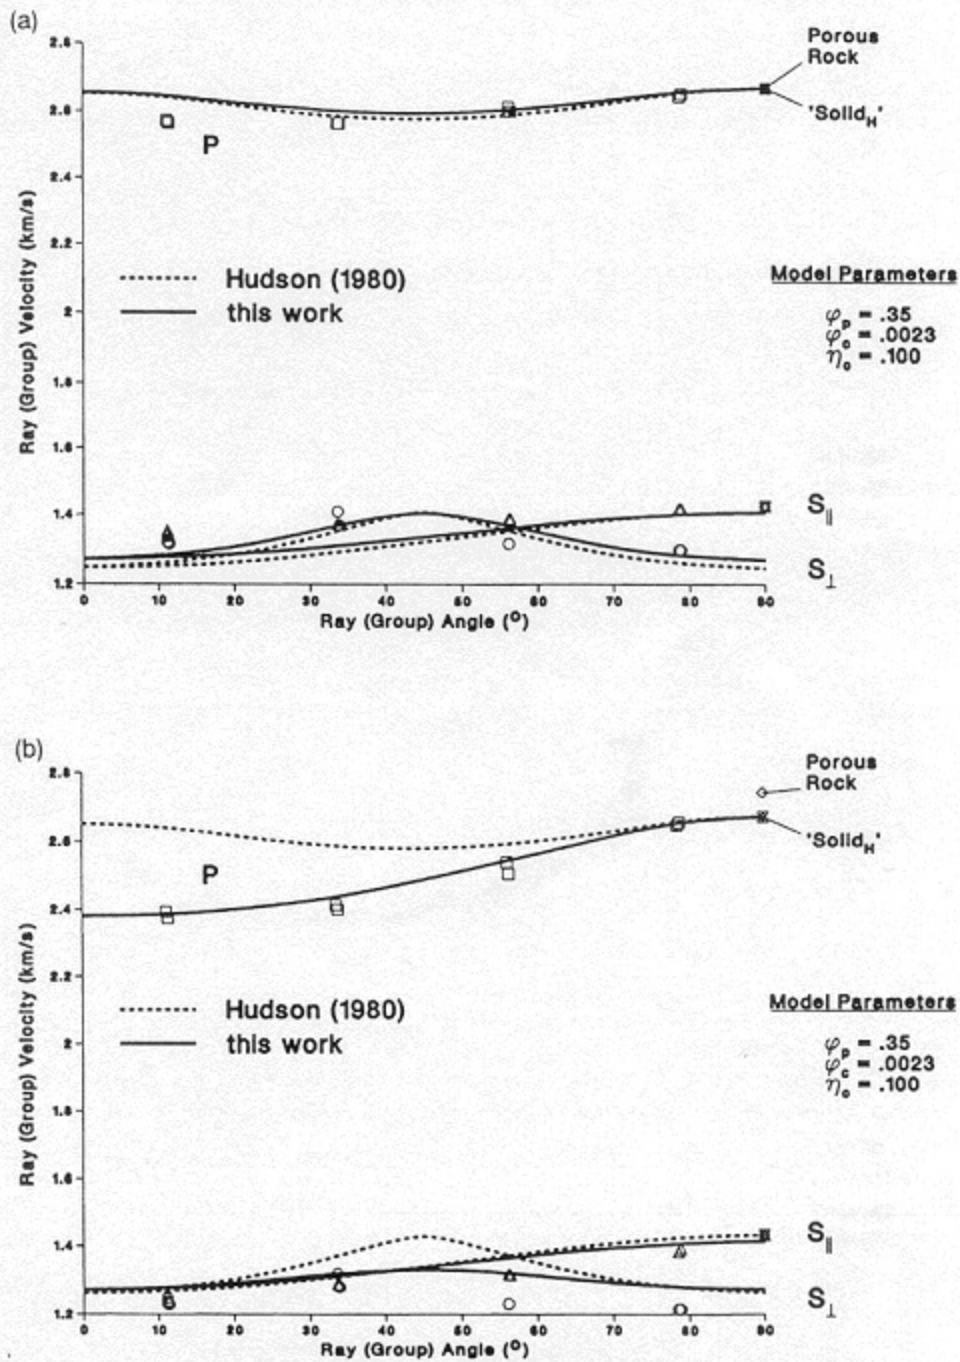 (a)
2.8
2.6
2.4
2.2
2
1.8
1.6
1.4
1.2
Ray (Group) Velocity (km/s)
P
Porous
Rock
'Solid_H'
Hudson (1980)
this work
Model Parameters
φ_p = .35
φ_c = .0023
η_c = .100
S_∥
S_⊥
0 10 20 30 40 50 60 70 80 90
Ray (Group) Angle (°)
(b)
2.8
2.6
2.4
2.2
2
1.8
1.6
1.4
1.2
Ray (Group) Velocity (km/s)
P
Porous
Rock
'Solid_H'
Hudson (1980)
this work
Model Parameters
φ_p = .35
φ_c = .0023
η_c = .100
S_∥
S_⊥
0 10 20 30 40 50 60 70 80 90
Ray (Group) Angle (°)